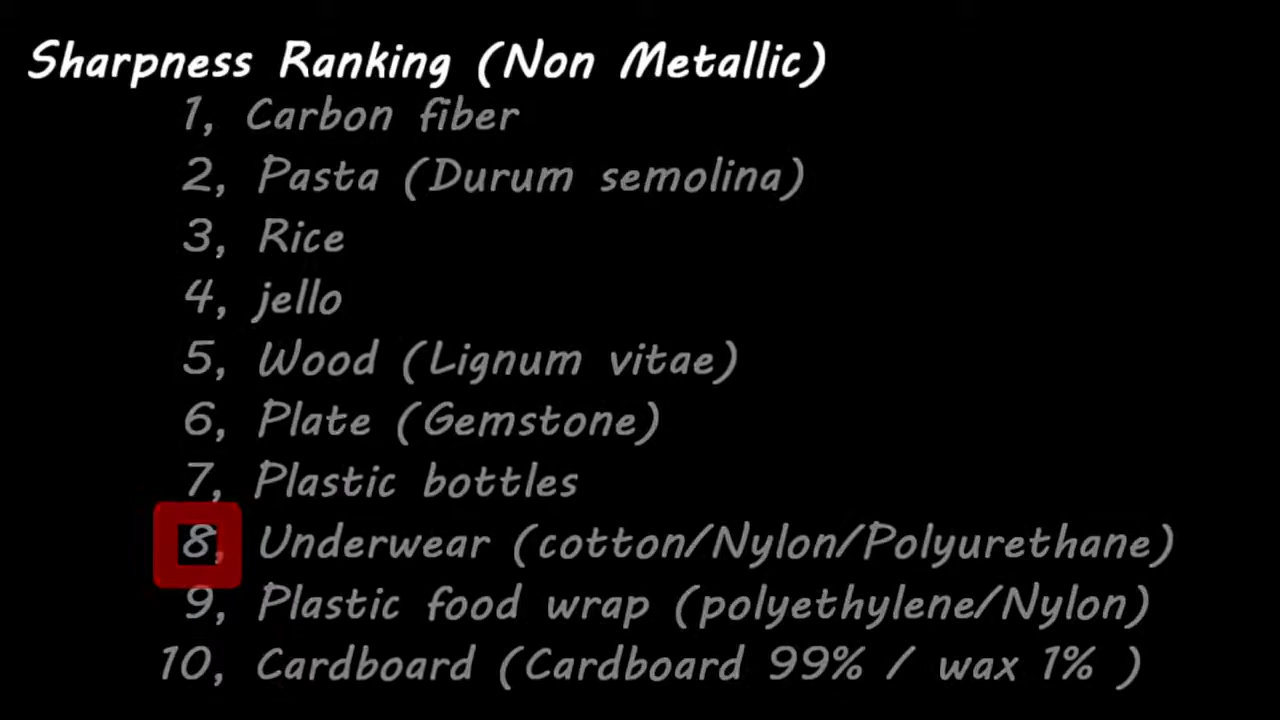 Sharpness Ranking (Non Metallic)
1, Carbon fiber
2, Pasta (Durum semolina)
3, Rice
4, jello
5, Wood (Lignum vitae)
6, Plate (Gemstone)
7, Plastic bottles
8, Underwear (cotton/Nylon/Polyurethane)
9, Plastic food wrap (polyethylene/Nylon)
10, Cardboard (Cardboard 99% / wax 1% )